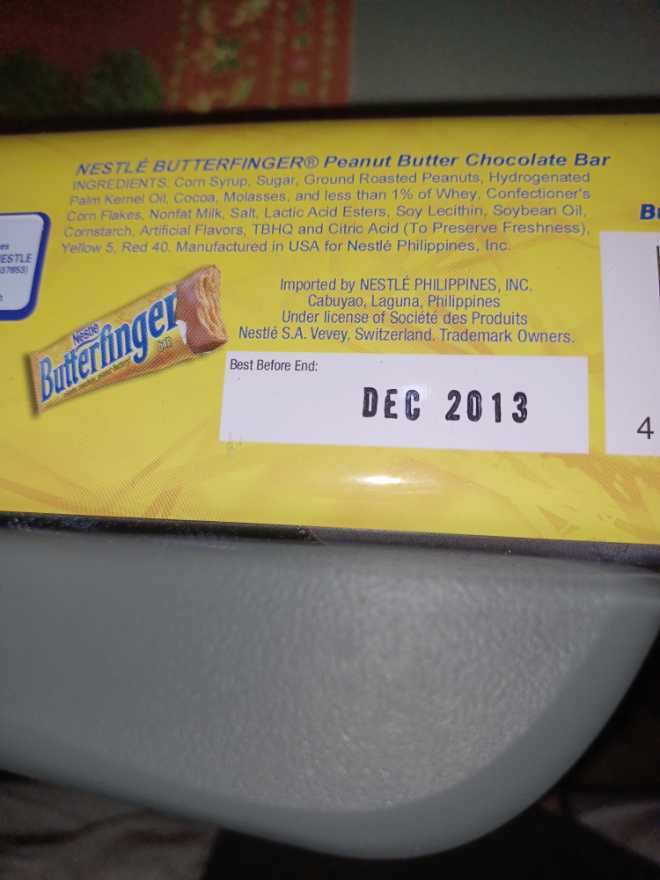 NESTLÉ BUTTERFINGER® Peanut Butter Chocolate Bar
INGREDIENTS. Corn Syrup, Sugar, Ground Roasted Peanuts, Hydrogenated
Palm Kernel Oil, Cocoa, Molasses, and less than 1% of Whey, Confectioner's
Corn Flakes, Nonfat Milk, Salt, Lactic Acid Esters, Soy Lecithin, Soybean Oil,
Cornstarch, Artificial Flavors, TBHQ and Citric Acid (To Preserve Freshness),
Yellow 5, Red 40. Manufactured in USA for Nestlé Philippines, Inc.
ESTLE
37853)
Nestlé
Butterfinger
Imported by NESTLÉ PHILIPPINES, INC.
Cabuyao, Laguna, Philippines
Under license of Société des Produits
Nestlé S.A. Vevey, Switzerland. Trademark Owners.
Best Before End:
DEC 2013
4